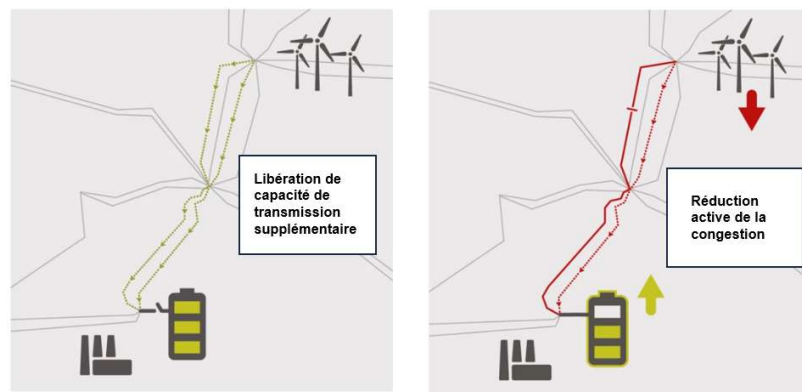 Libération de
capacité de
transmission
supplémentaire
Réduction
active de la
congestion